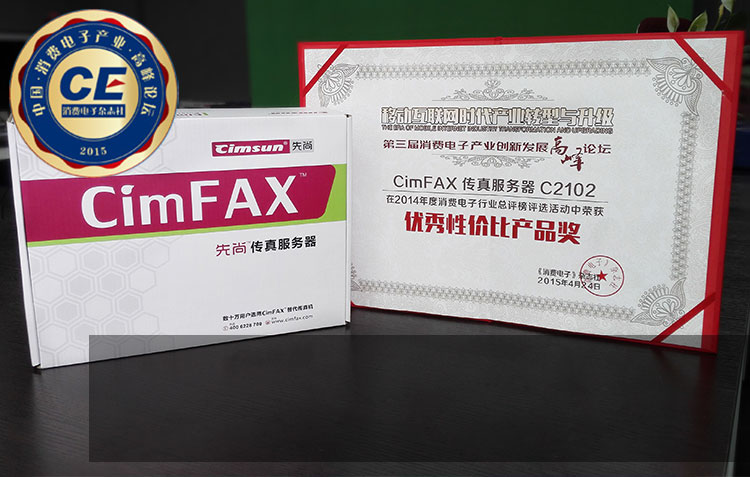 中国·消费电子产业·高峰论坛
CE
消费电子杂志社
2015
Cimsun® 先尚
CimFAX™
先尚® 传真服务器
数十万用户选用CimFAX®替代传真机
400 6228 700 www.cimfax.com
移动互联网时代产业转型与升级
THE ERA OF MOBILE INTERNET INDUSTRY TRANSFORMATION AND UPGRADING
第三届消费电子产业创新发展高峰论坛
CimFAX 传真服务器 C2102
在2014年度消费电子行业总评榜评选活动中荣获
优秀性价比产品奖
《消费电子》杂志社
2015年4月24日